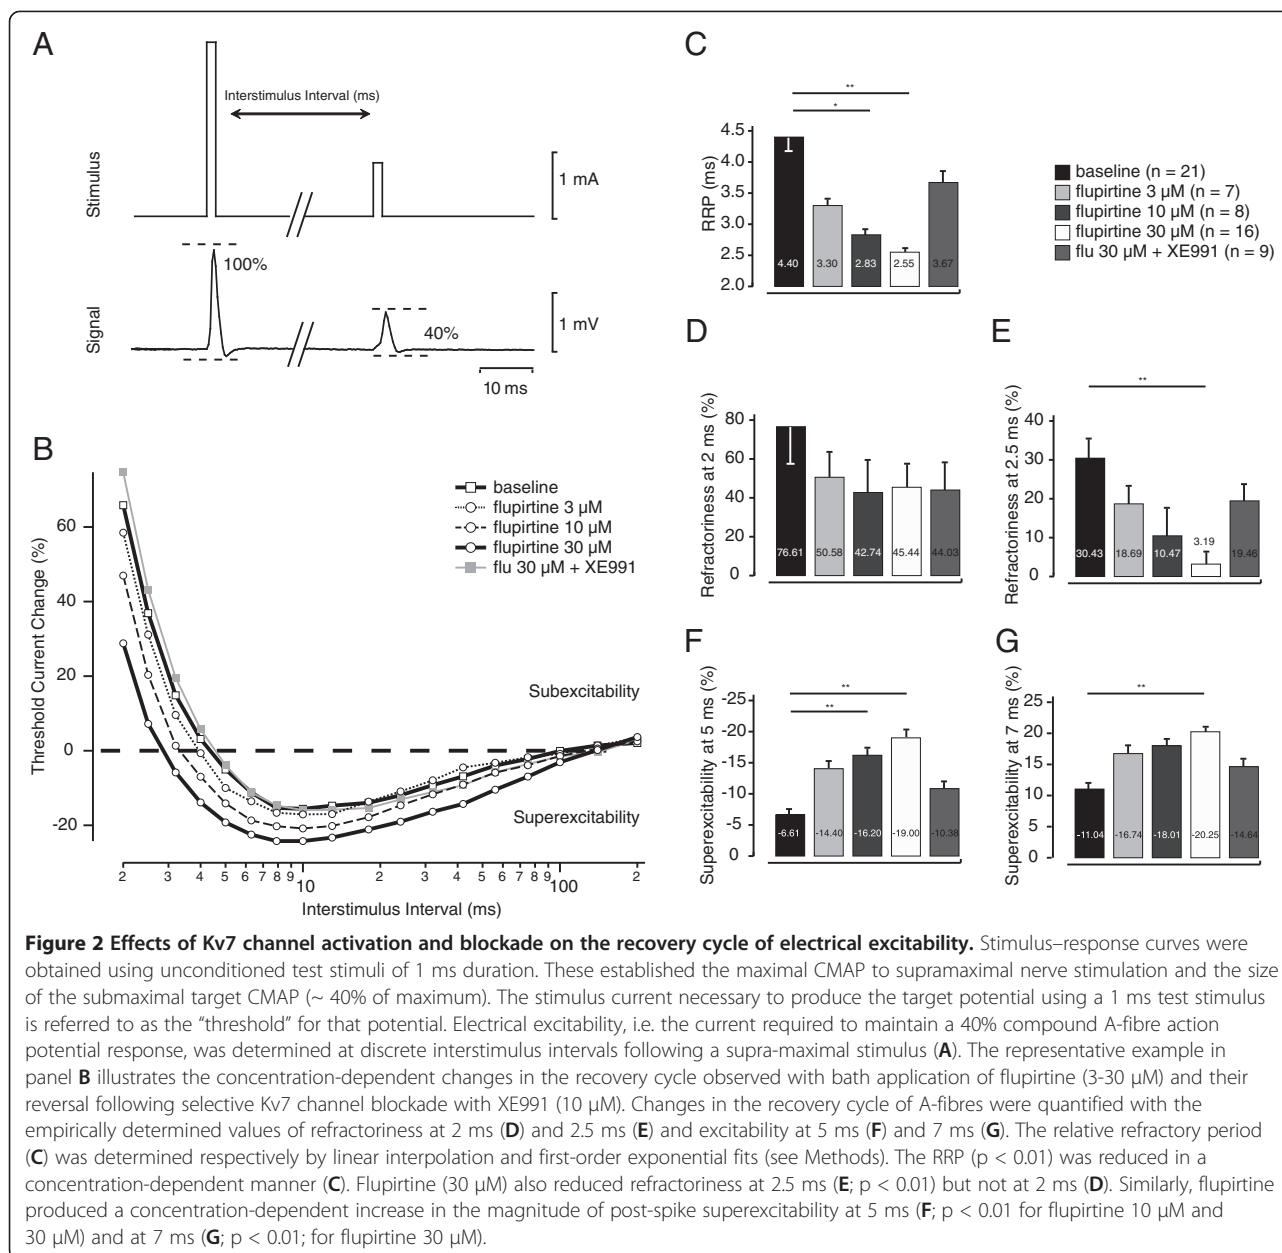 A
Interstimulus Interval (ms)
Stimulus
1 mA
100%
Signal
40%
1 mV
10 ms
B
baseline
flupirtine 3 µM
flupirtine 10 µM
flupirtine 30 µM
flu 30 µM + XE991
Threshold Current Change (%)
60
40
20
0
-20
Subexcitability
Superexcitability
2 3 4 5 6 7 8 9 10 2 3 4 5 6 7 8 9 100 2
Interstimulus Interval (ms)
C
**
*
RRP (ms)
4.5
4.0
3.5
3.0
2.5
2.0
4.40 3.30 2.83 2.55 3.67
baseline (n = 21)
flupirtine 3 µM (n = 7)
flupirtine 10 µM (n = 8)
flupirtine 30 µM (n = 16)
flu 30 µM + XE991 (n = 9)
D
Refractoriness at 2 ms (%)
80
60
40
20
0
76.61 50.58 42.74 45.44 44.03
E
**
Refractoriness at 2.5 ms (%)
40
30
20
10
0
30.43 18.69 10.47 3.19 19.46
F
**
**
Superexcitability at 5 ms (%)
-25
-20
-15
-10
-5
0
-6.61 -14.40 -16.20 -19.00 -10.38
G
**
Superexcitability at 7 ms (%)
25
20
15
10
5
0
-11.04 -16.74 -18.01 -20.25 -14.64
Figure 2 Effects of Kv7 channel activation and blockade on the recovery cycle of electrical excitability. Stimulus–response curves were
obtained using unconditioned test stimuli of 1 ms duration. These established the maximal CMAP to supramaximal nerve stimulation and the size
of the submaximal target CMAP (~ 40% of maximum). The stimulus current necessary to produce the target potential using a 1 ms test stimulus
is referred to as the “threshold” for that potential. Electrical excitability, i.e. the current required to maintain a 40% compound A-fibre action
potential response, was determined at discrete interstimulus intervals following a supra-maximal stimulus (A). The representative example in
panel B illustrates the concentration-dependent changes in the recovery cycle observed with bath application of flupirtine (3-30 µM) and their
reversal following selective Kv7 channel blockade with XE991 (10 µM). Changes in the recovery cycle of A-fibres were quantified with the
empirically determined values of refractoriness at 2 ms (D) and 2.5 ms (E) and excitability at 5 ms (F) and 7 ms (G). The relative refractory period
(C) was determined respectively by linear interpolation and first-order exponential fits (see Methods). The RRP (p < 0.01) was reduced in a
concentration-dependent manner (C). Flupirtine (30 µM) also reduced refractoriness at 2.5 ms (E; p < 0.01) but not at 2 ms (D). Similarly, flupirtine
produced a concentration-dependent increase in the magnitude of post-spike superexcitability at 5 ms (F; p < 0.01 for flupirtine 10 µM and
30 µM) and at 7 ms (G; p < 0.01; for flupirtine 30 µM).